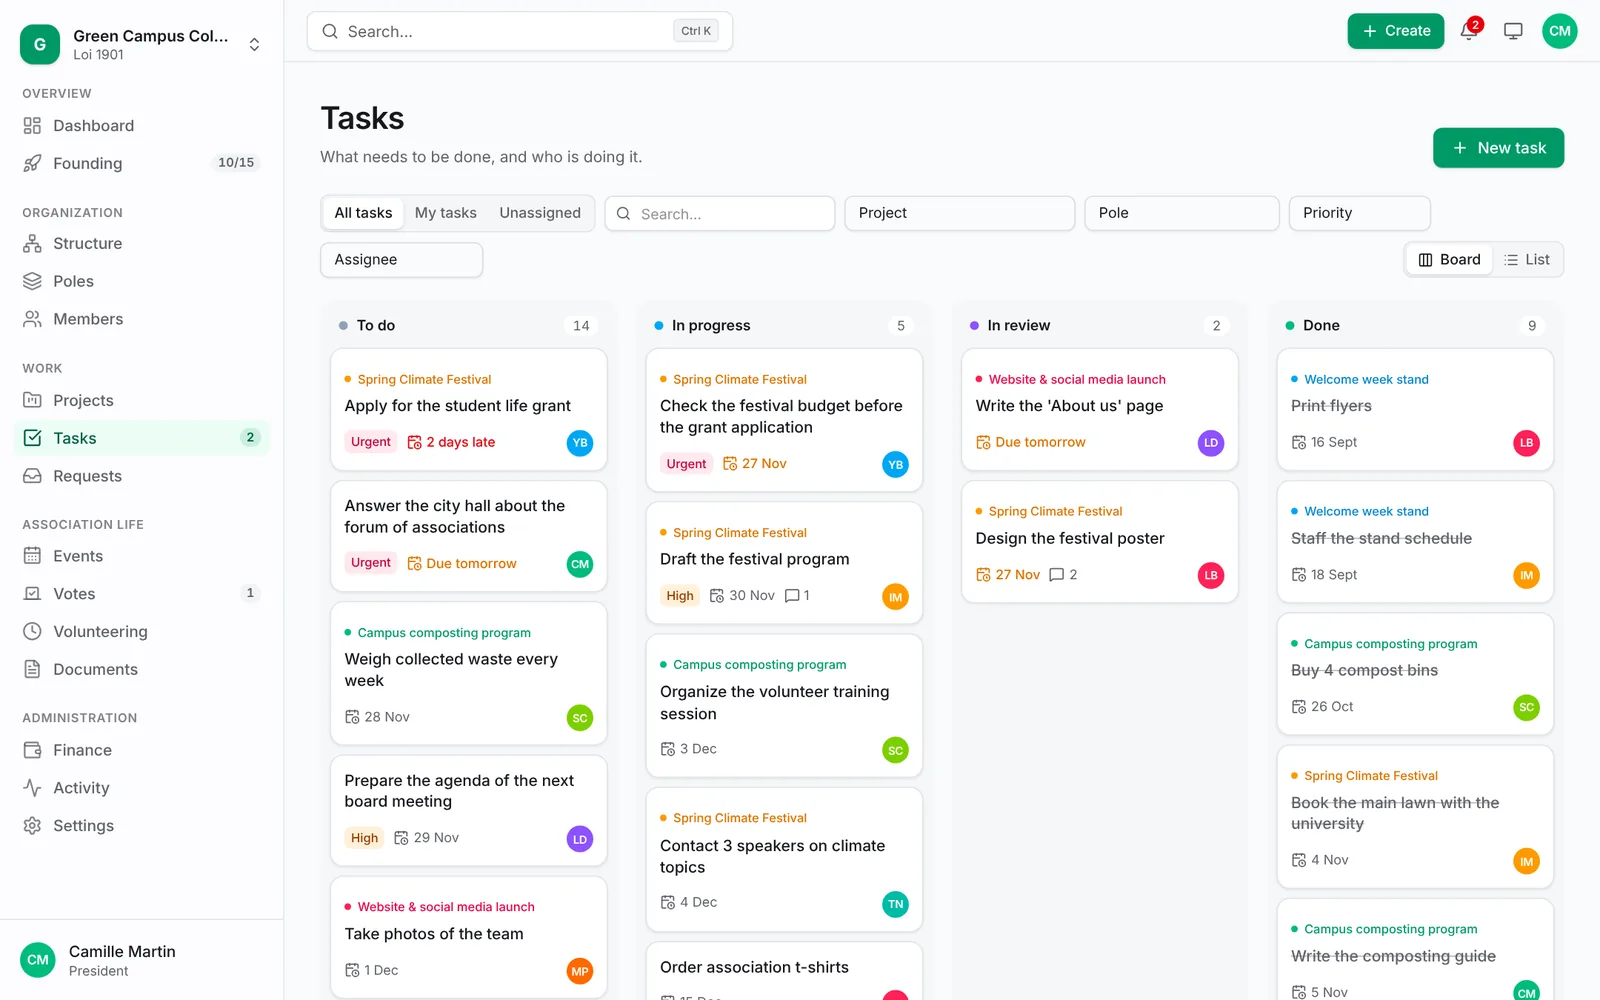 G
Green Campus Col...
Loi 1901
Search...
Ctrl K
Create
2
CM
OVERVIEW
Dashboard
Founding
10/15
ORGANIZATION
Structure
Poles
Members
WORK
Projects
Tasks
2
Requests
ASSOCIATION LIFE
Events
Votes
1
Volunteering
Documents
ADMINISTRATION
Finance
Activity
Settings
CM
Camille Martin
President
Tasks
What needs to be done, and who is doing it.
New task
All tasks
My tasks
Unassigned
Search...
Project
Pole
Priority
Assignee
Board
List
To do
14
Spring Climate Festival
Apply for the student life grant
Urgent
2 days late
YB
Answer the city hall about the
forum of associations
Urgent
Due tomorrow
CM
Campus composting program
Weigh collected waste every
week
28 Nov
SC
Prepare the agenda of the next
board meeting
High
29 Nov
LD
Website & social media launch
Take photos of the team
1 Dec
MP
In progress
5
Spring Climate Festival
Check the festival budget before
the grant application
Urgent
27 Nov
YB
Spring Climate Festival
Draft the festival program
High
30 Nov
1
IM
Campus composting program
Organize the volunteer training
session
3 Dec
SC
Spring Climate Festival
Contact 3 speakers on climate
topics
4 Dec
TN
Order association t-shirts
15 Dec
In review
2
Website & social media launch
Write the 'About us' page
Due tomorrow
LD
Spring Climate Festival
Design the festival poster
27 Nov
2
LB
Done
9
Welcome week stand
Print flyers
16 Sept
LB
Welcome week stand
Staff the stand schedule
18 Sept
IM
Campus composting program
Buy 4 compost bins
26 Oct
SC
Spring Climate Festival
Book the main lawn with the
university
4 Nov
IM
Campus composting program
Write the composting guide
5 Nov
CM